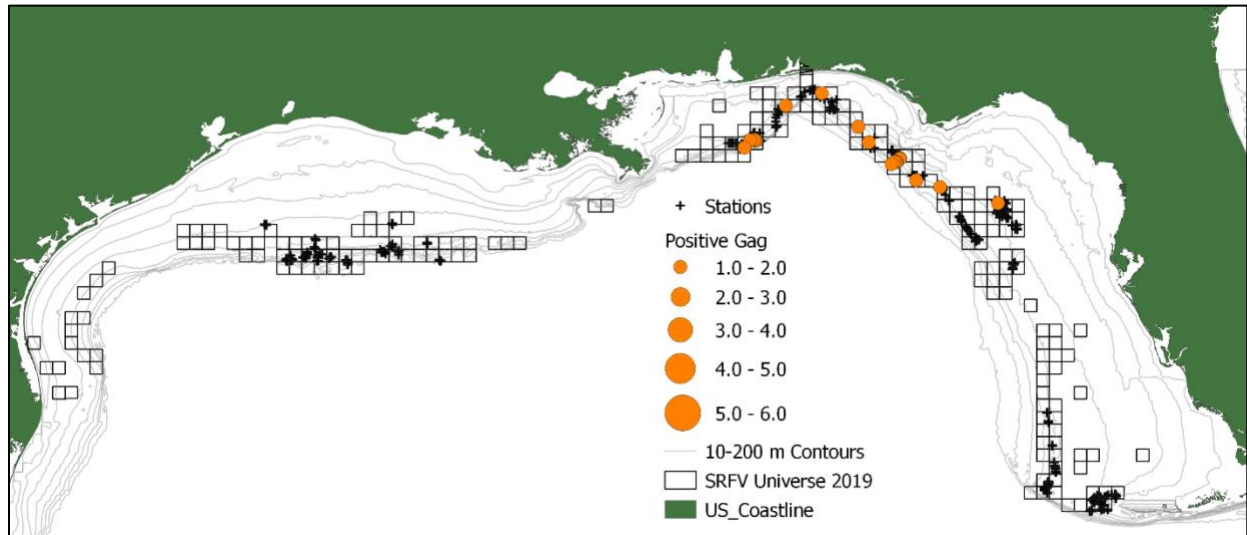 Stations
Positive Gag
1.0 - 2.0
2.0 - 3.0
3.0 - 4.0
4.0 - 5.0
5.0 - 6.0
10-200 m Contours
SRFV Universe 2019
US_Coastline